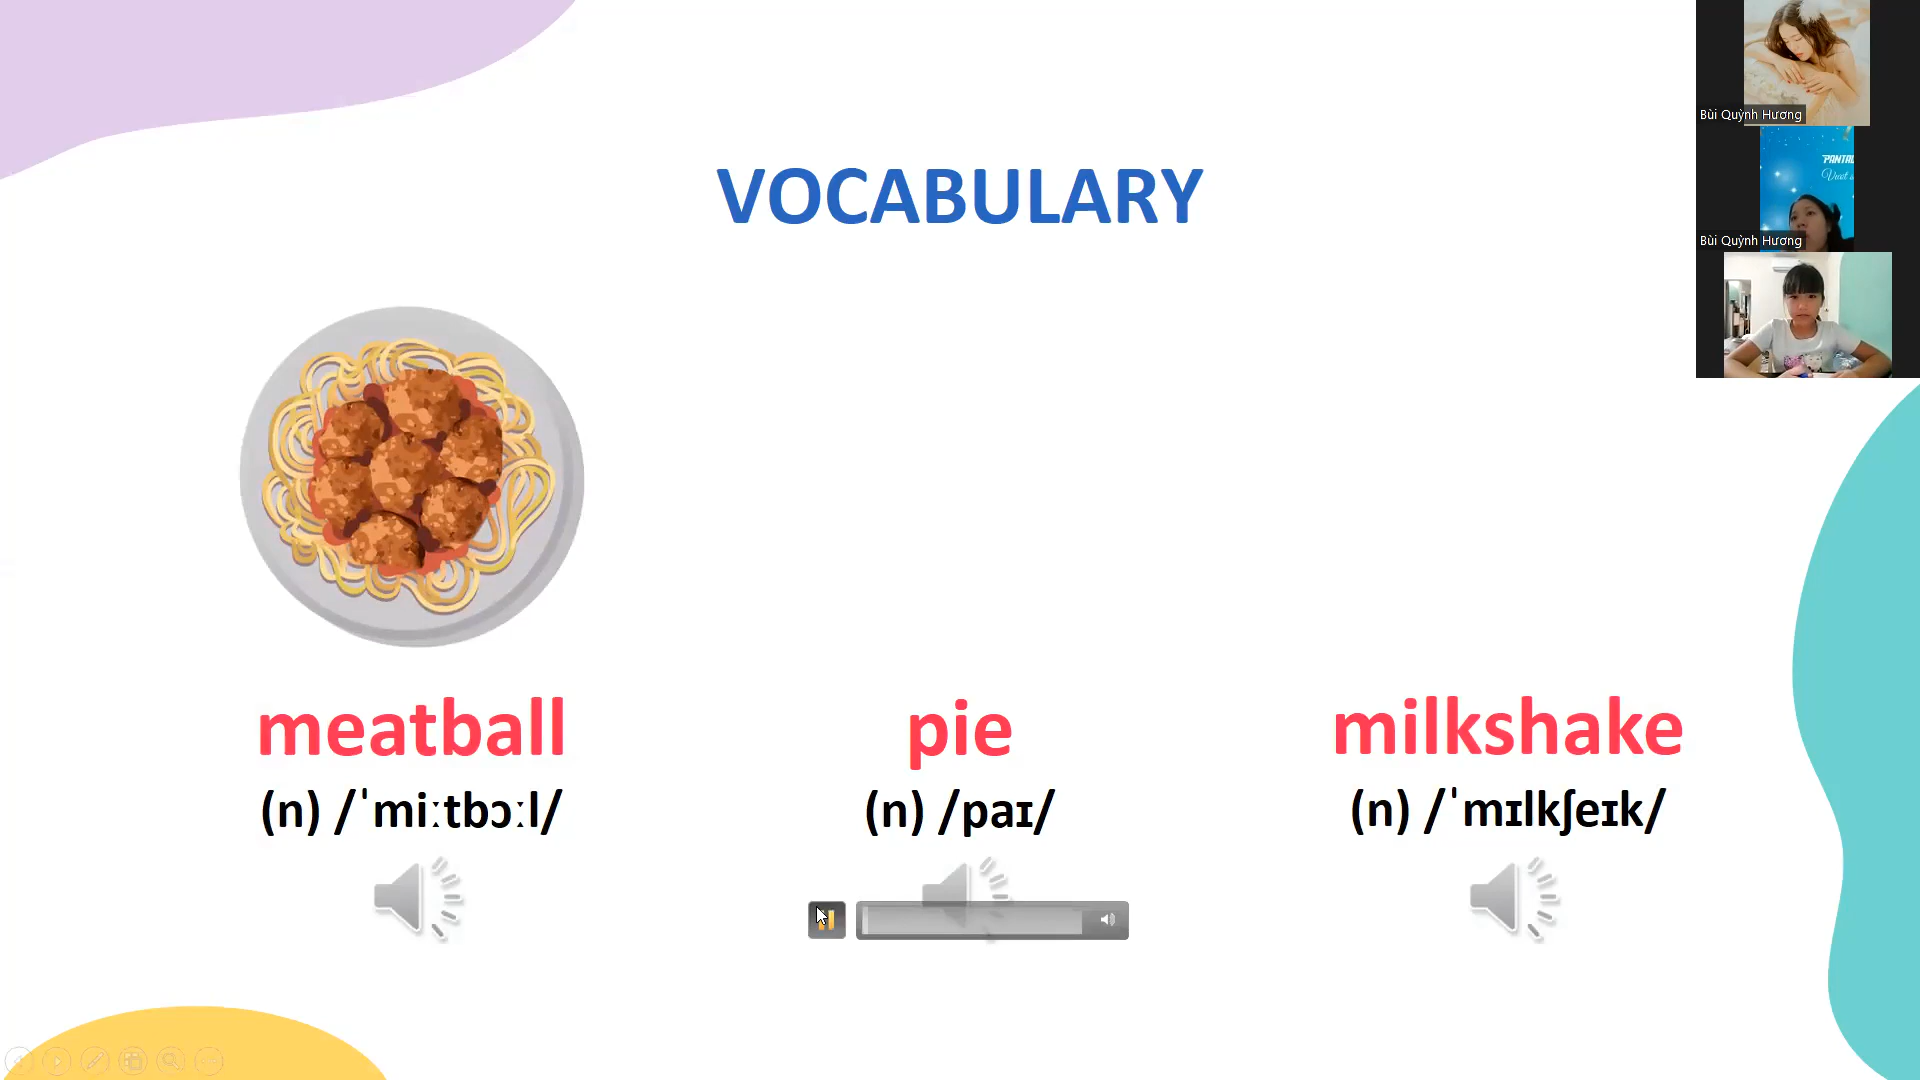 VOCABULARY
meatball
(n) /ˈmiːtbɔːl/
pie
(n) /paɪ/
milkshake
(n) /ˈmɪlkʃeɪk/
Bùi Quỳnh Hương
Bùi Quỳnh Hương